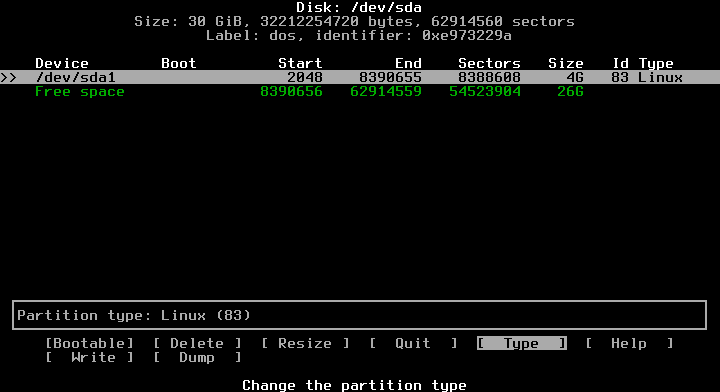 Disk: /dev/sda
Size: 30 GiB, 32212254720 bytes, 62914560 sectors
Label: dos, identifier: 0xe973229a
Device Boot Start End Sectors Size Id Type
>> /dev/sda1 2048 8390655 8388608 4G 83 Linux
Free space 8390656 62914559 54523904 26G
Partition type: Linux (83)
[Bootable] [ Delete ] [ Resize ] [ Quit ] [ Type ] [ Help ]
[ Write ] [ Dump ]
Change the partition type